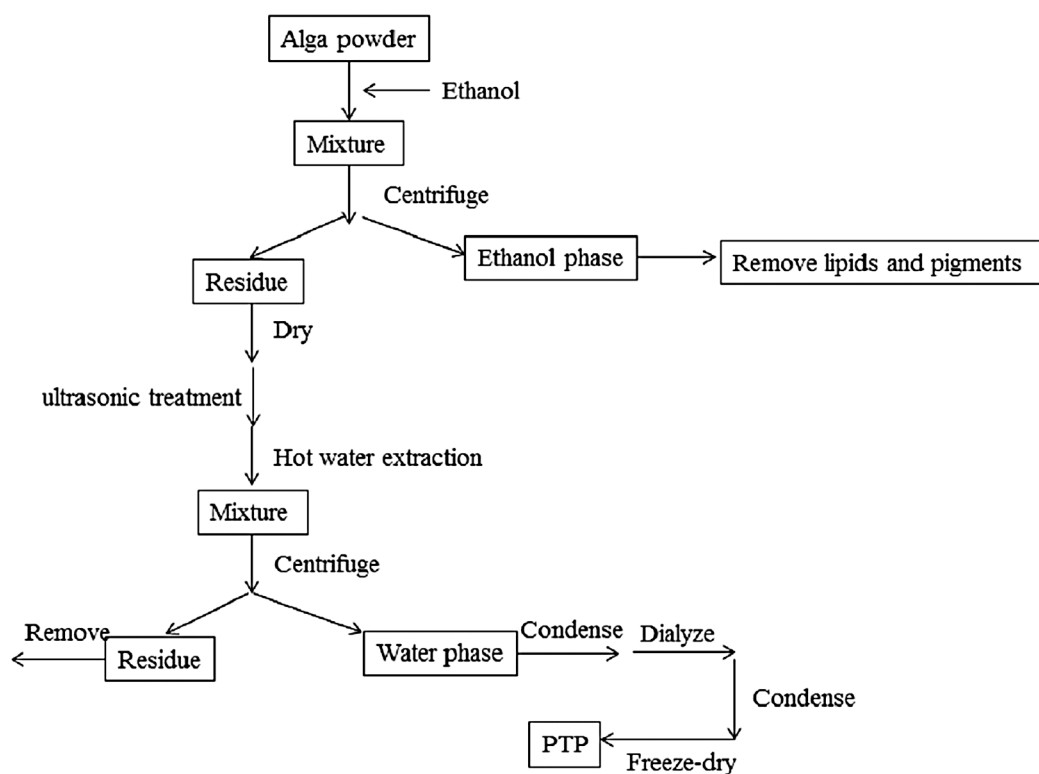 Alga powder
Ethanol
Mixture
Centrifuge
Ethanol phase
Remove lipids and pigments
Residue
Dry
ultrasonic treatment
Hot water extraction
Mixture
Centrifuge
Remove
Residue
Water phase
Condense
Dialyze
Condense
PTP
Freeze-dry